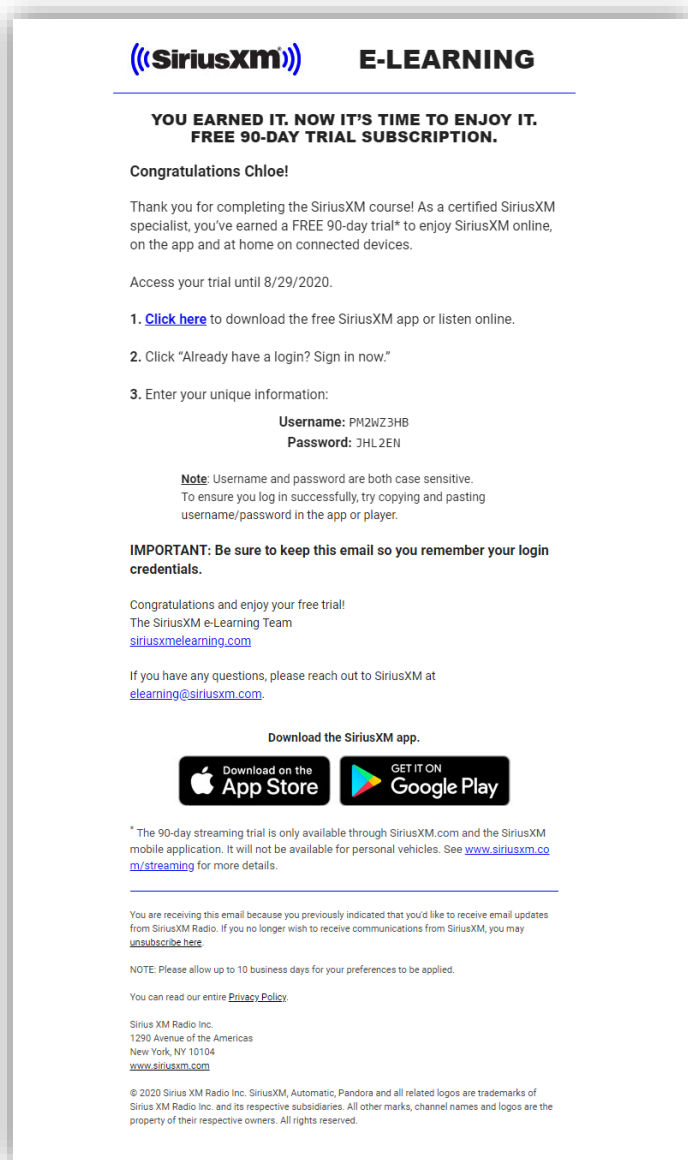 SiriusXM E-LEARNING
YOU EARNED IT. NOW IT'S TIME TO ENJOY IT.
FREE 90-DAY TRIAL SUBSCRIPTION.
Congratulations Chloe!
Thank you for completing the SiriusXM course! As a certified SiriusXM
specialist, you've earned a FREE 90-day trial* to enjoy SiriusXM online,
on the app and at home on connected devices.
Access your trial until 8/29/2020.
1. Click here to download the free SiriusXM app or listen online.
2. Click “Already have a login? Sign in now.”
3. Enter your unique information:
Username: PM2WZ3HB
Password: JHL2EN
Note: Username and password are both case sensitive.
To ensure you log in successfully, try copying and pasting
username/password in the app or player.
IMPORTANT: Be sure to keep this email so you remember your login
credentials.
Congratulations and enjoy your free trial!
The SiriusXM e-Learning Team
siriusxmelearning.com
If you have any questions, please reach out to SiriusXM at
elearning@siriusxm.com.
Download the SiriusXM app.
Download on the
App Store
GET IT ON
Google Play
* The 90-day streaming trial is only available through SiriusXM.com and the SiriusXM
mobile application. It will not be available for personal vehicles. See www.siriusxm.co
m/streaming for more details.
You are receiving this email because you previously indicated that you'd like to receive email updates
from SiriusXM Radio. If you no longer wish to receive communications from SiriusXM, you may
unsubscribe here.
NOTE: Please allow up to 10 business days for your preferences to be applied.
You can read our entire Privacy Policy.
Sirius XM Radio Inc.
1290 Avenue of the Americas
New York, NY 10104
www.siriusxm.com
© 2020 Sirius XM Radio Inc. SiriusXM, Automatic, Pandora and all related logos are trademarks of
Sirius XM Radio Inc. and its respective subsidiaries. All other marks, channel names and logos are the
property of their respective owners. All rights reserved.